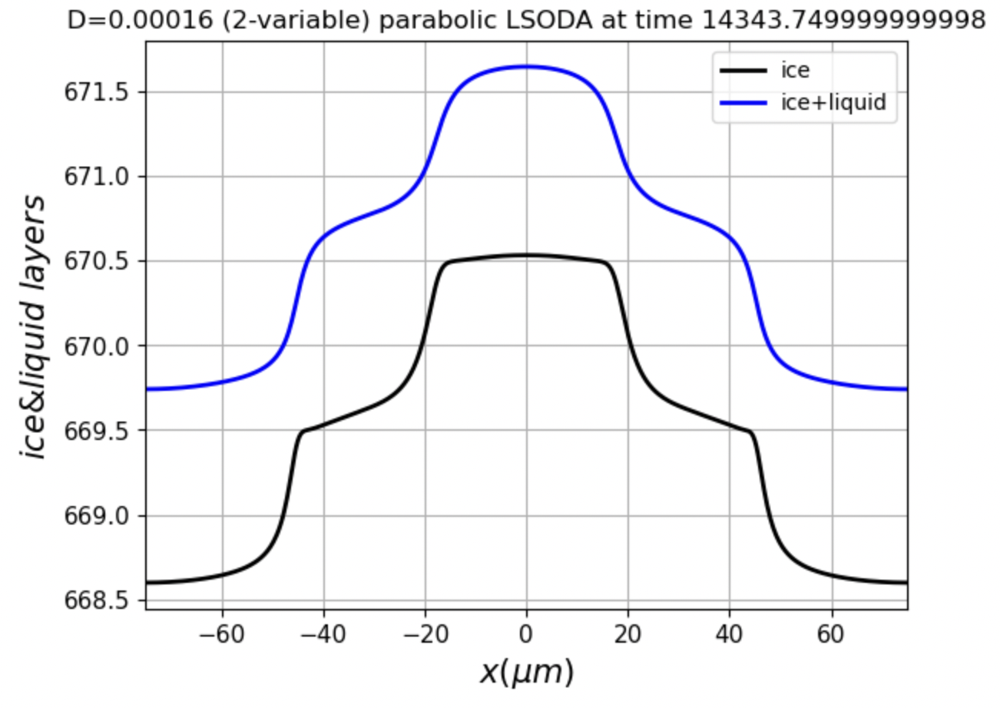 D=0.00016 (2-variable) parabolic LSODA at time 14343.749999999998
ice
ice+liquid
671.5
671.0
670.5
670.0
669.5
669.0
668.5
ice&liquid layers
−60
−40
−20
0
20
40
60
x(μm)